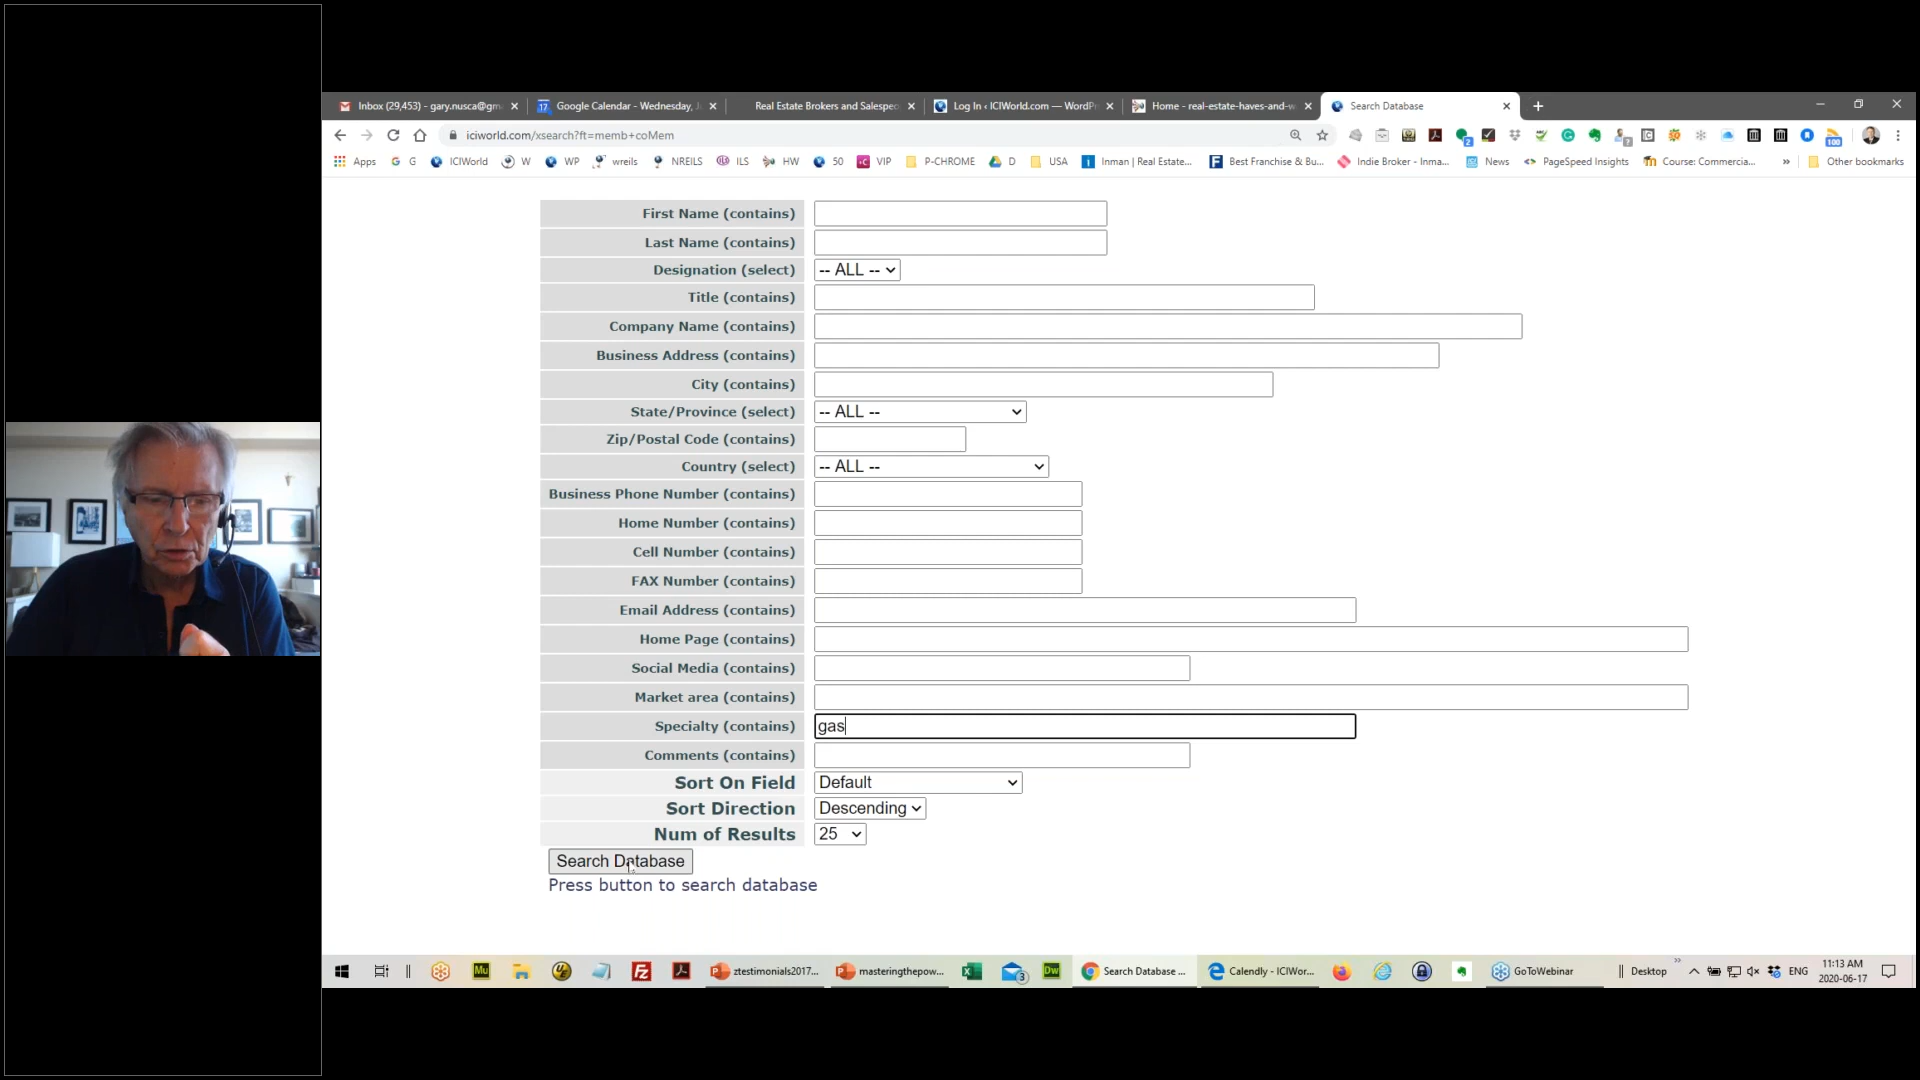 Inbox (29,453) - gary.nusca@gm
Google Calendar - Wednesday, J
Real Estate Brokers and Salespeo
Log In ‹ ICIWorld.com — WordPr
Home - real-estate-haves-and-w
Search Database
iciworld.com/xsearch?ft=memb+coMem
Apps
G
ICIWorld
W
WP
wreils
NREILS
ILS
HW
50
VIP
P-CHROME
D
USA
Inman | Real Estate...
Best Franchise & Bu...
Indie Broker - Inma...
News
PageSpeed Insights
Course: Commercia...
»
Other bookmarks
First Name (contains)
Last Name (contains)
Designation (select) -- ALL --
Title (contains)
Company Name (contains)
Business Address (contains)
City (contains)
State/Province (select) -- ALL --
Zip/Postal Code (contains)
Country (select) -- ALL --
Business Phone Number (contains)
Home Number (contains)
Cell Number (contains)
FAX Number (contains)
Email Address (contains)
Home Page (contains)
Social Media (contains)
Market area (contains)
Specialty (contains) gas
Comments (contains)
Sort On Field Default
Sort Direction Descending
Num of Results 25
Search Database
Press button to search database
Mu
ztestimonials2017...
masteringthepow...
3
Dw
Search Database ...
Calendly - ICIWor...
GoToWebinar
Desktop
ENG
11:13 AM
2020-06-17